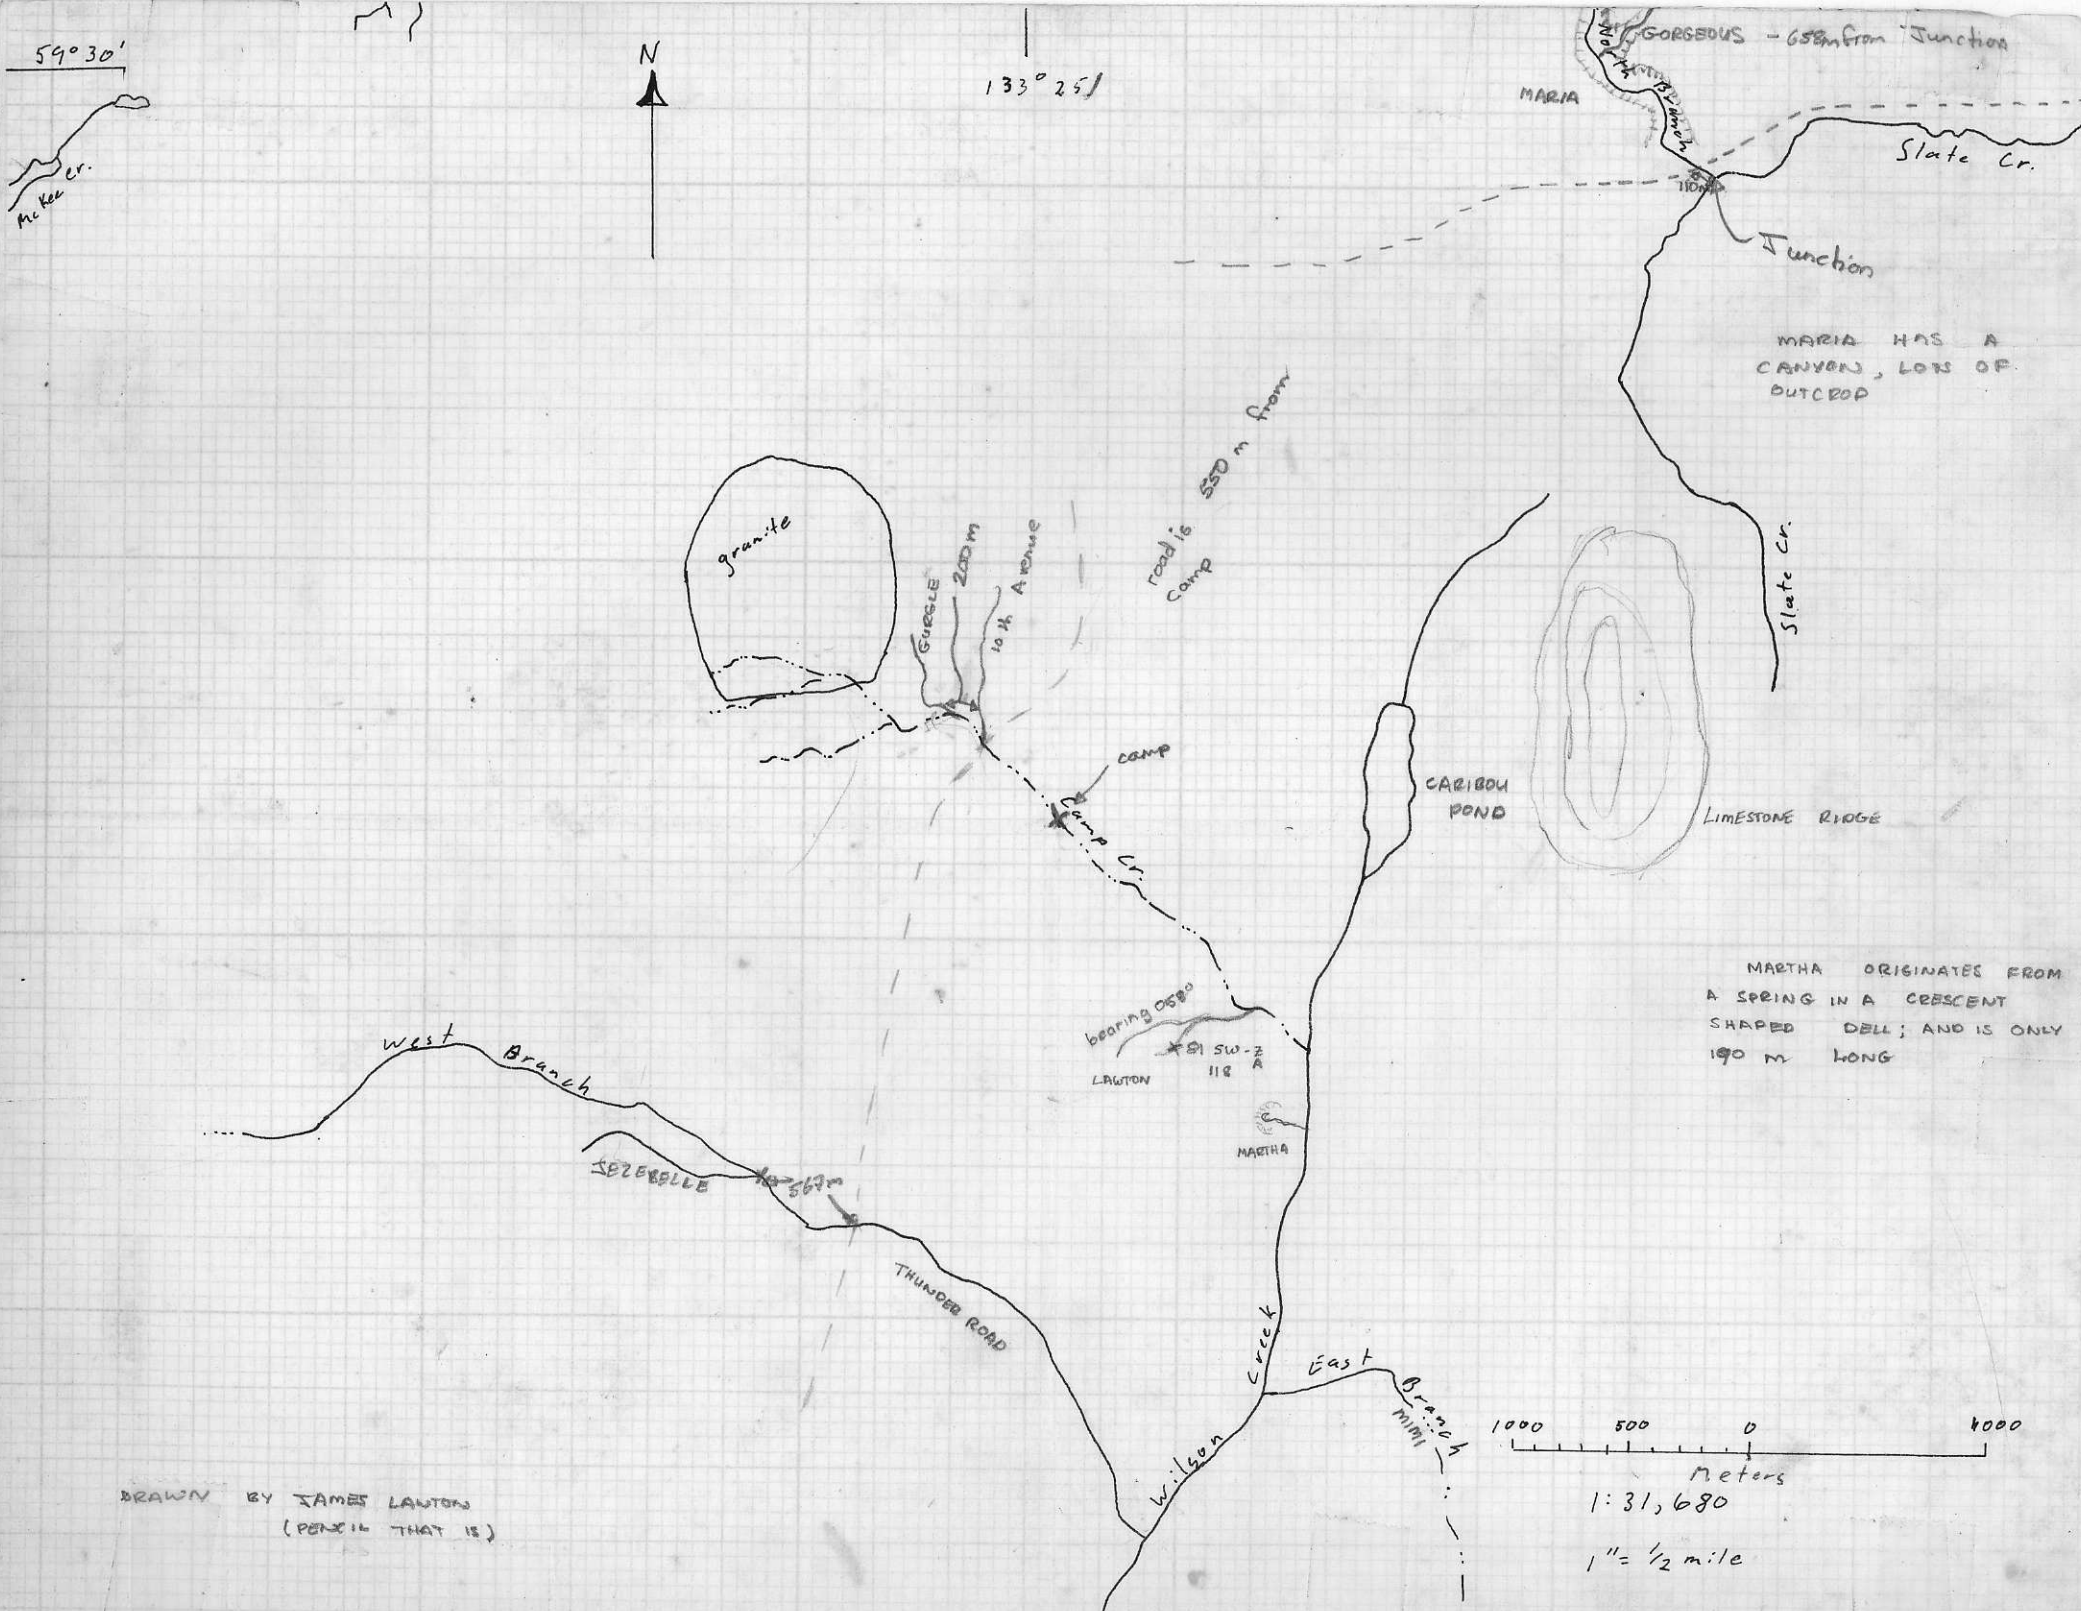 59° 30'
N
133° 25'
North Branch
GORGEOUS - 658m from Junction
MARIA
McKee Cr.
Slate Cr.
110m
Junction
MARIA HAS A
CANYON, LOTS OF
OUTCROP
granite
GURGLE
200m
10th Avenue
road is 550 m from
camp
Slate Cr.
camp
Camp Cr.
CARIBOU
POND
LIMESTONE RIDGE
MARTHA ORIGINATES FROM
A SPRING IN A CRESCENT
SHAPED DELL; AND IS ONLY
190 m LONG
bearing 058°
81 SW-Z
118 A
LAWTON
MARTHA
West Branch
JEZEBELLE
567m
THUNDER ROAD
Wilson Creek
East Branch
MIMI
1000 500 0 1000
Meters
1:31,680
1"= 1/2 mile
DRAWN BY JAMES LAWTON
(PENCIL THAT IS)